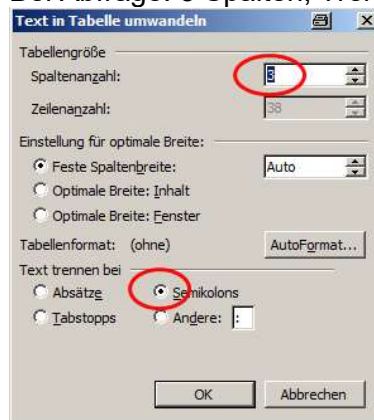 Text in Tabelle umwandeln
Tabellengröße
Spaltenanzahl: 3
Zeilenanzahl: 38
Einstellung für optimale Breite:
Feste Spaltenbreite: Auto
Optimale Breite: Inhalt
Optimale Breite: Fenster
Tabellenformat: (ohne) AutoFormat...
Text trennen bei
Absätze Semikolons
Tabstopps Andere: :
OK Abbrechen